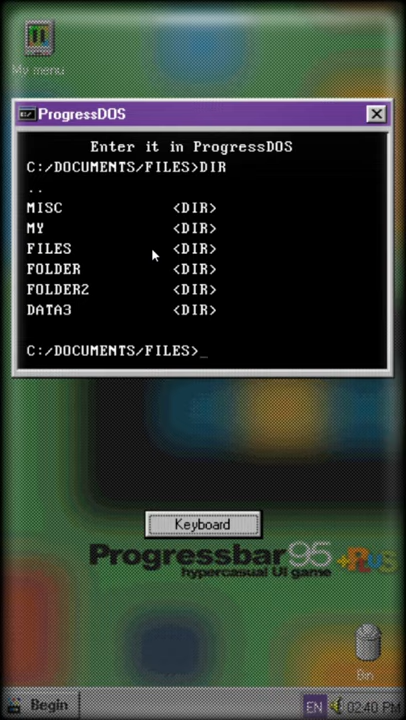 My menu
ProgressDOS
Enter it in ProgressDOS
C:/DOCUMENTS/FILES>DIR
..
MISC <DIR>
MY <DIR>
FILES <DIR>
FOLDER <DIR>
FOLDER2 <DIR>
DATA3 <DIR>
C:/DOCUMENTS/FILES>_
Keyboard
Progressbar95 +PLUS
hypercasual UI game
Bin
Begin EN 02:40 PM